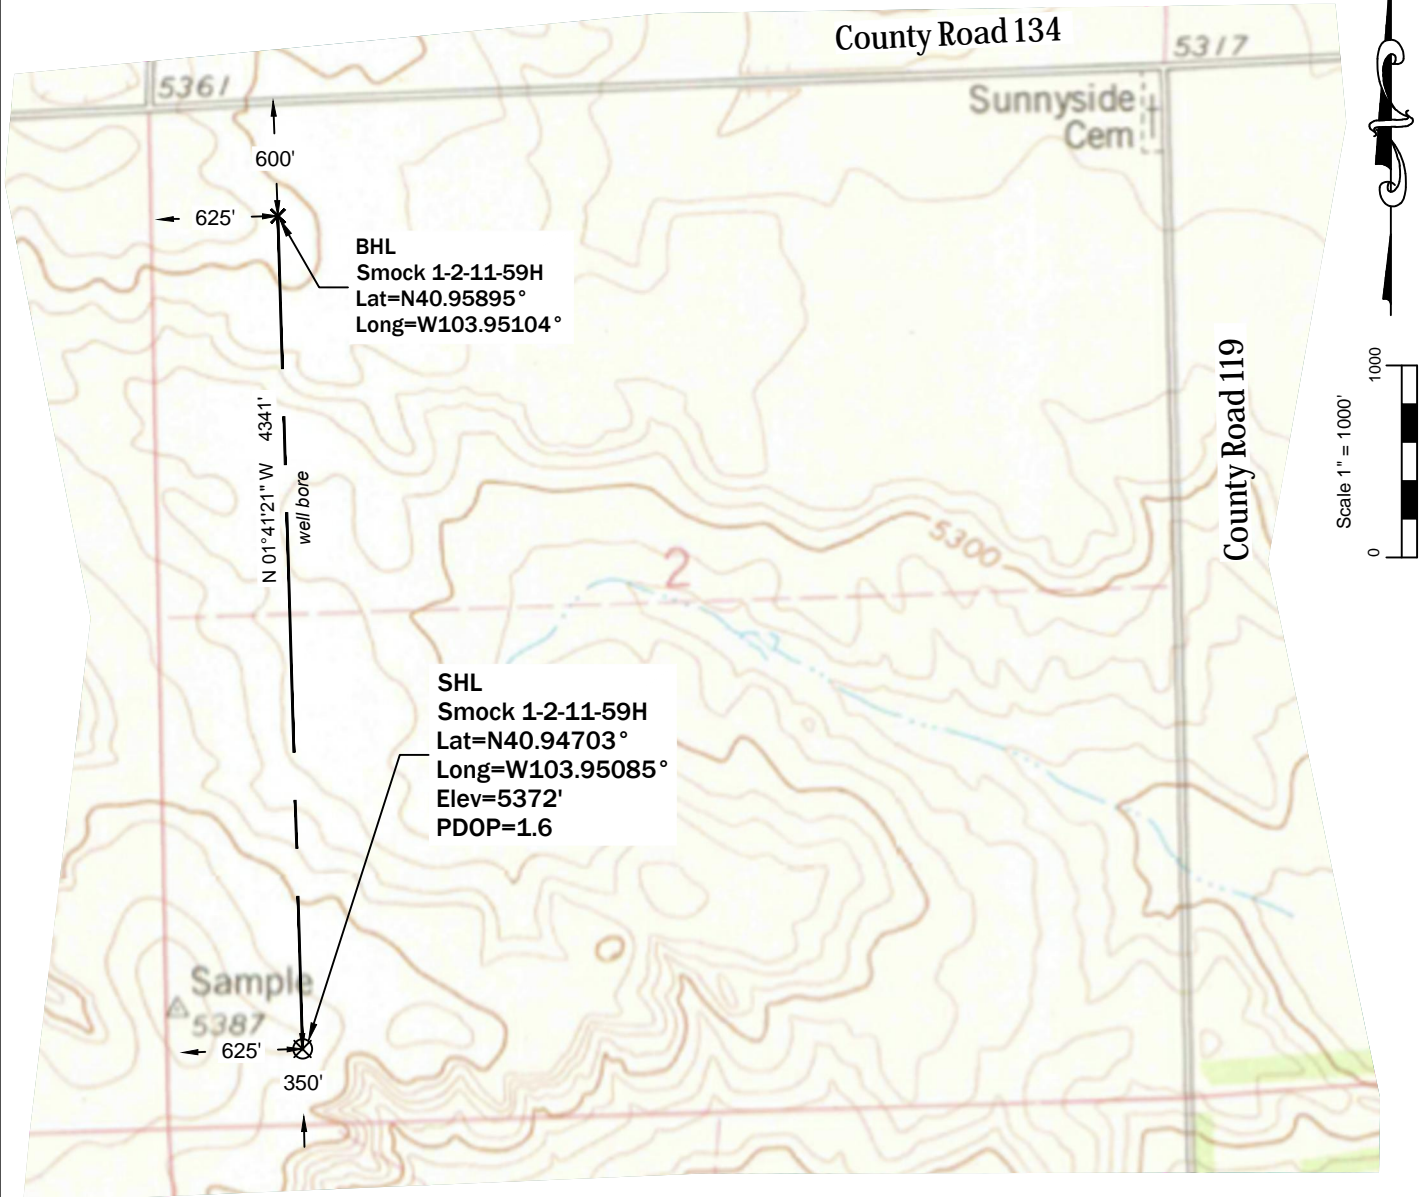 County Road 134
5317
5361
Sunnyside
Cem
600'
625'
BHL
Smock 1-2-11-59H
Lat=N40.95895°
Long=W103.95104°
County Road 119
1000
Scale 1" = 1000'
0
N 01°41'21" W 4341'
well bore
5300
2
SHL
Smock 1-2-11-59H
Lat=N40.94703°
Long=W103.95085°
Elev=5372'
PDOP=1.6
Sample
5387
625'
350'